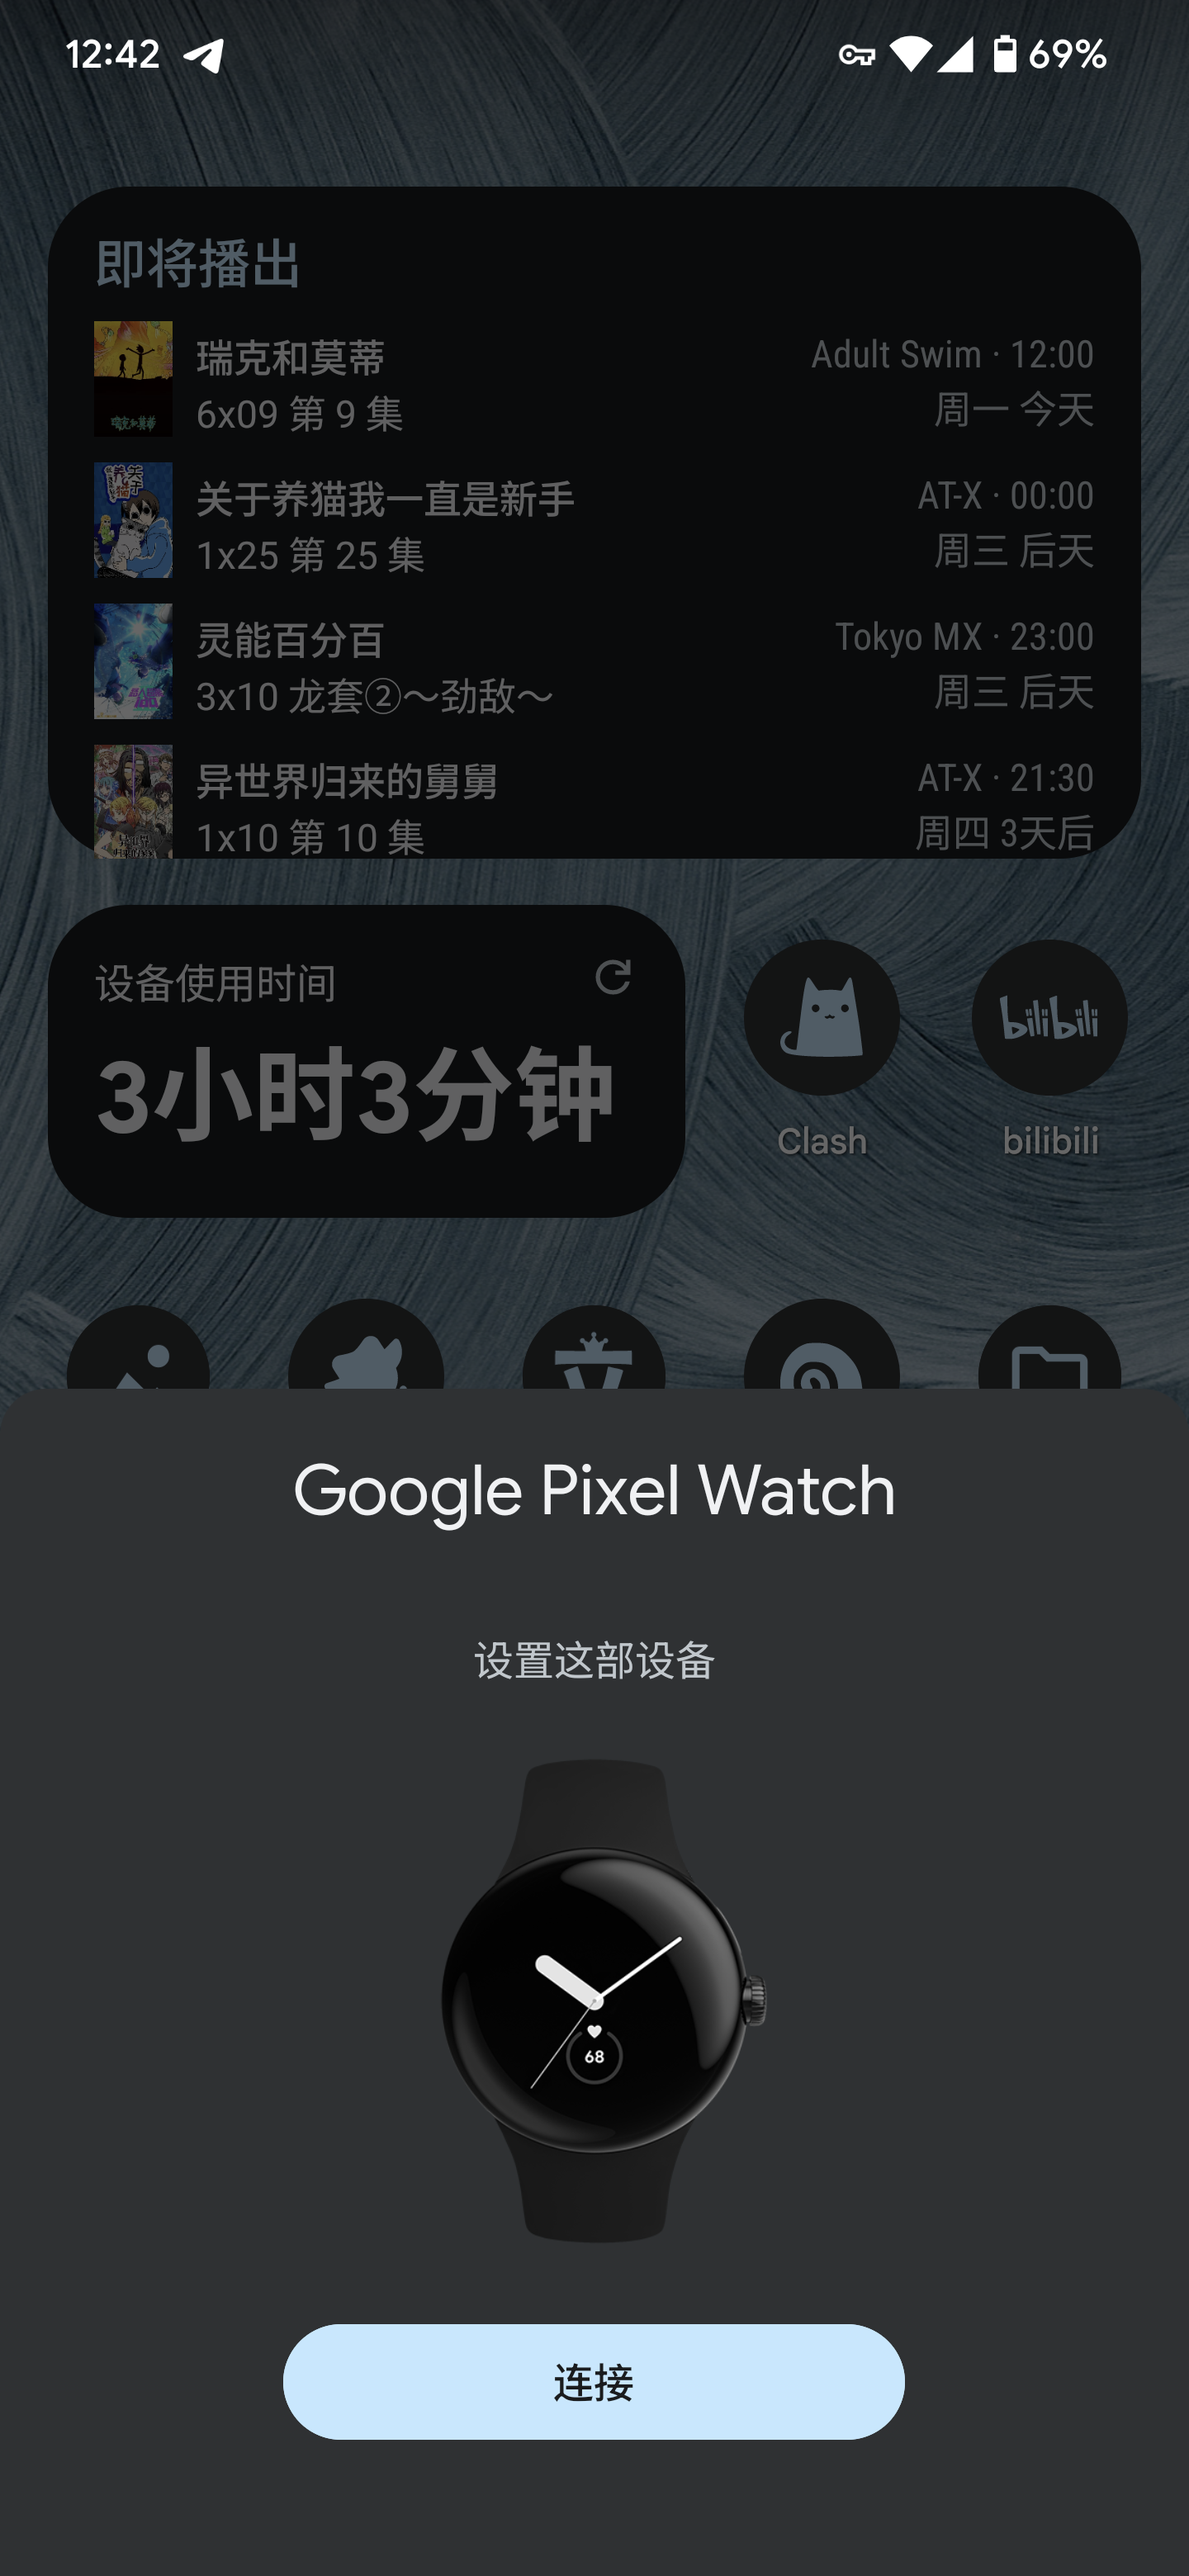 12:42 69%
即将播出
瑞克和莫蒂 Adult Swim · 12:00
6x09 第 9 集 周一 今天
关于养猫我一直是新手 AT-X · 00:00
1x25 第 25 集 周三 后天
灵能百分百 Tokyo MX · 23:00
3x10 龙套②～劲敌～ 周三 后天
异世界归来的舅舅 AT-X · 21:30
1x10 第 10 集 周四 3天后
设备使用时间
3小时3分钟
bilibili
Clash bilibili
Google Pixel Watch
设置这部设备
68
连接